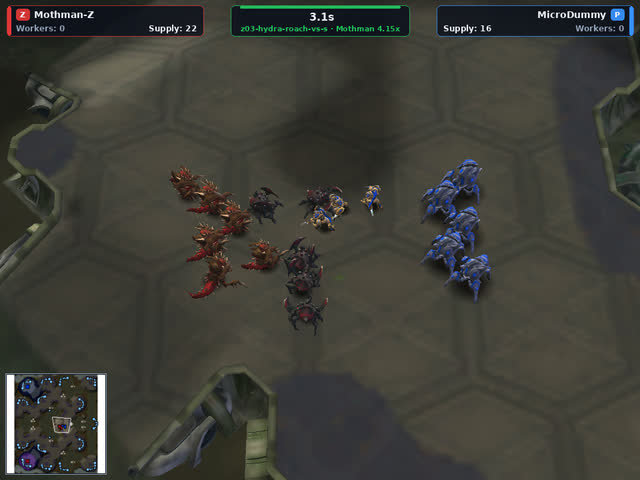 Z Mothman-Z
Workers: 0 Supply: 22
3.1s
z03-hydra-roach-vs-s · Mothman 4.15x
MicroDummy P
Supply: 16 Workers: 0